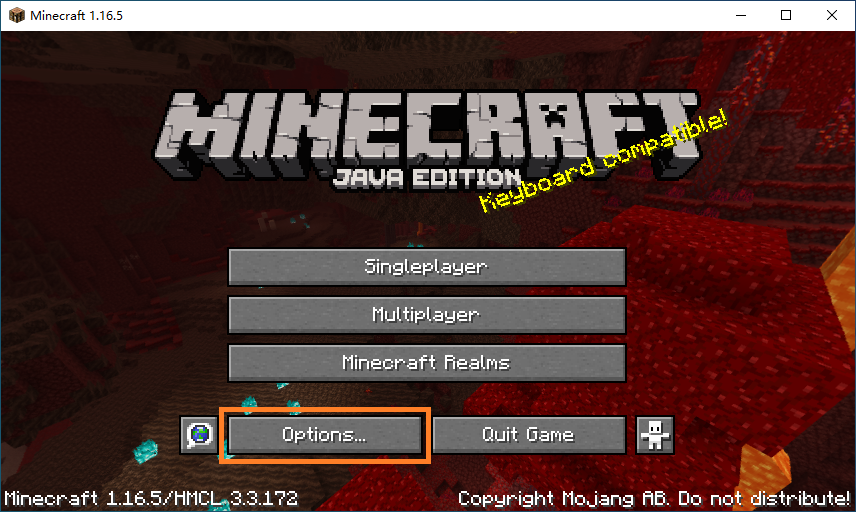 Minecraft 1.16.5
MINECRAFT
JAVA EDITION
Keyboard compatible!
Singleplayer
Multiplayer
Minecraft Realms
Options...
Quit Game
Minecraft 1.16.5/HMCL 3.3.172
Copyright Mojang AB. Do not distribute!